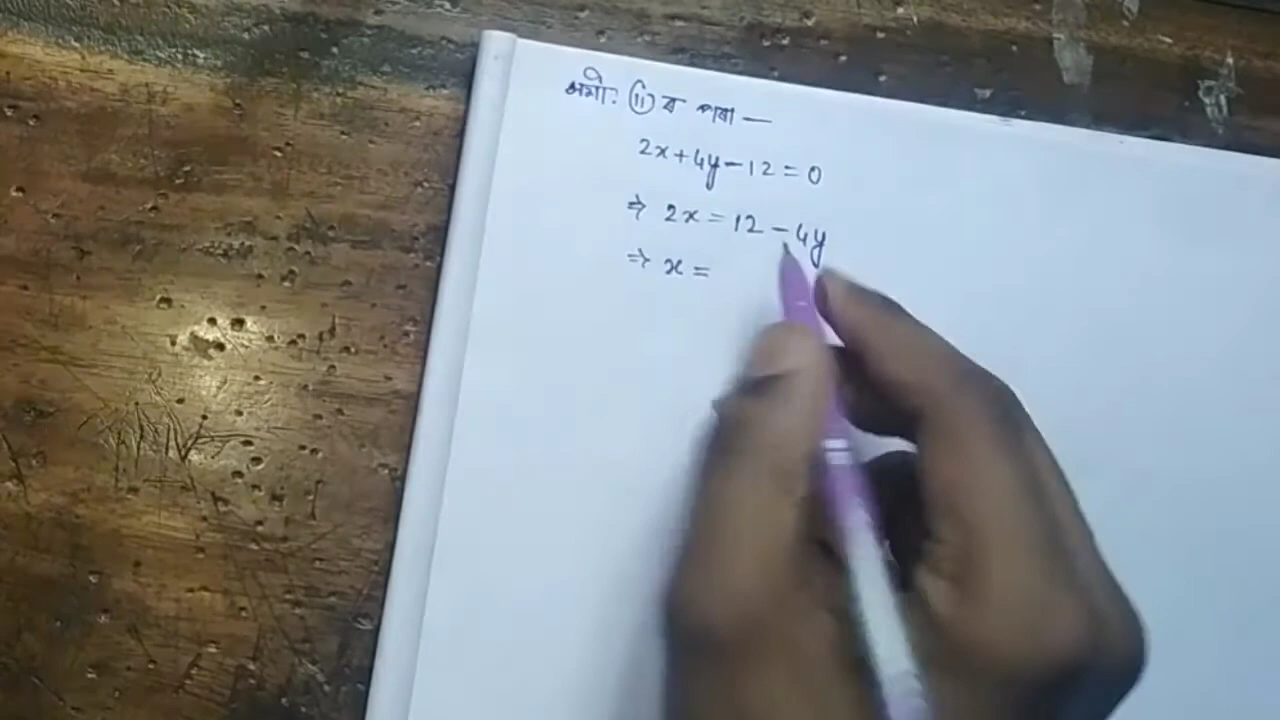 সমী: (ii) ৰ পৰা —
2x+4y-12=0
⇒ 2x=12-4y
⇒ x=